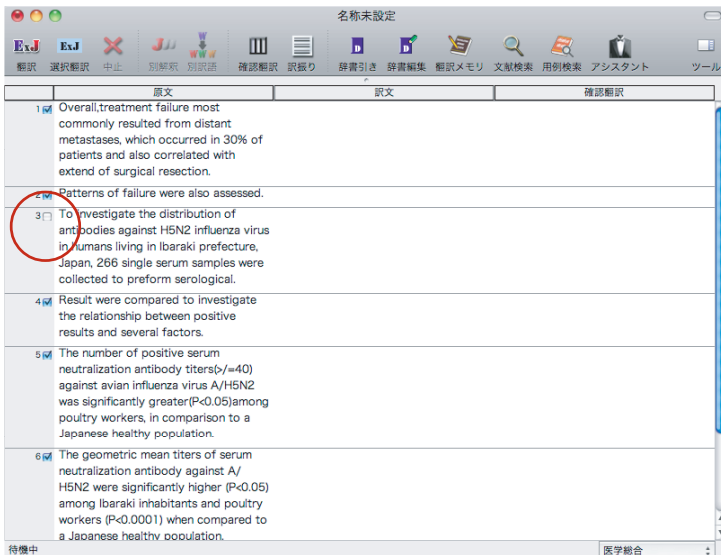 名称未設定
ExJ ExJ J W
翻訳 選択翻訳 中止 別解釈 別訳語 確認翻訳 訳振り 辞書引き 辞書編集 翻訳メモリ 文献検索 用例検索 アシスタント ツール
原文 訳文 確認翻訳
1 Overall,treatment failure most
commonly resulted from distant
metastases, which occurred in 30% of
patients and also correlated with
extend of surgical resection.
2 Patterns of failure were also assessed.
3 To investigate the distribution of
antibodies against H5N2 influenza virus
in humans living in Ibaraki prefecture,
Japan, 266 single serum samples were
collected to preform serological.
4 Result were compared to investigate
the relationship between positive
results and several factors.
5 The number of positive serum
neutralization antibody titers(>/=40)
against avian influenza virus A/H5N2
was significantly greater(P<0.05)among
poultry workers, in comparison to a
Japanese healthy population.
6 The geometric mean titers of serum
neutralization antibody against A/
H5N2 were significantly higher (P<0.05)
among Ibaraki inhabitants and poultry
workers (P<0.0001) when compared to
a Japanese healthy population.
待機中 医学総合